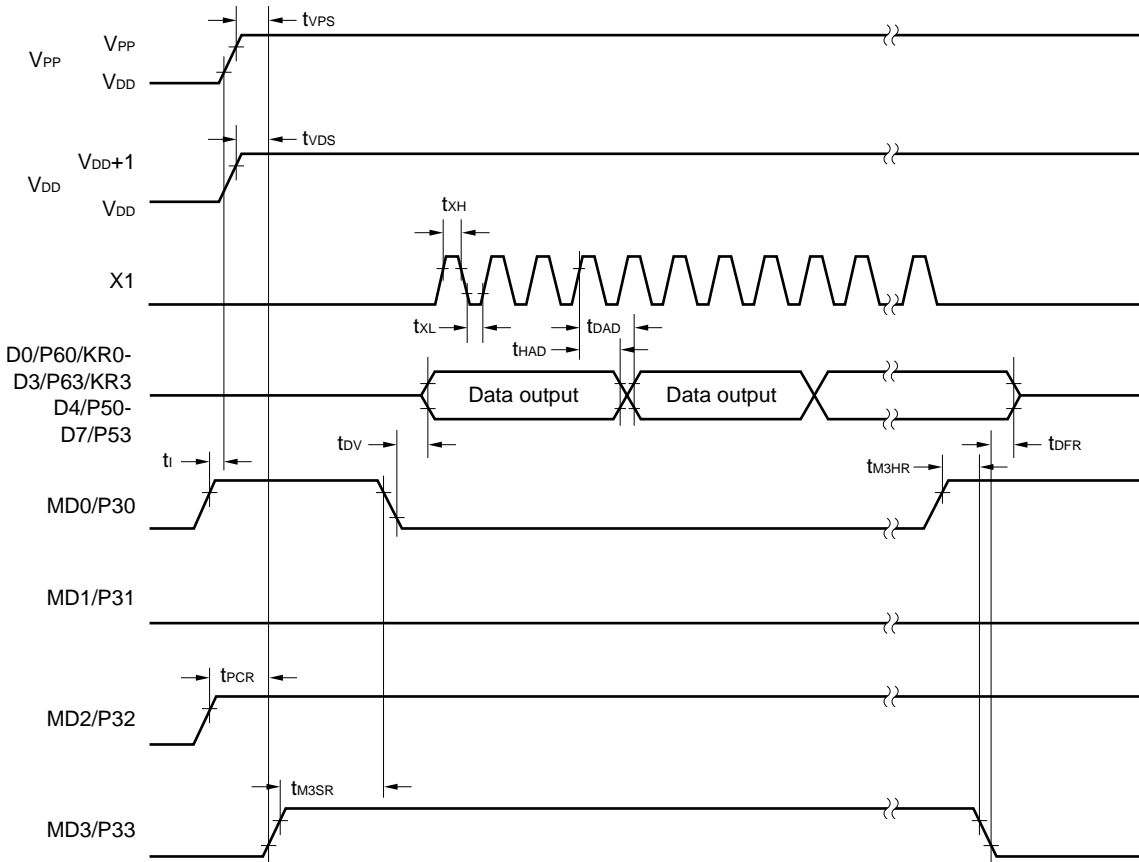 tVPS
VPP
VPP
VDD
tVDS
VDD+1
VDD
VDD
tXH
X1
tXL
tDAD
tHAD
D0/P60/KR0-
D3/P63/KR3
D4/P50-
D7/P53
Data output
Data output
tDV
tDFR
tI
tM3HR
MD0/P30
MD1/P31
tPCR
MD2/P32
tM3SR
MD3/P33